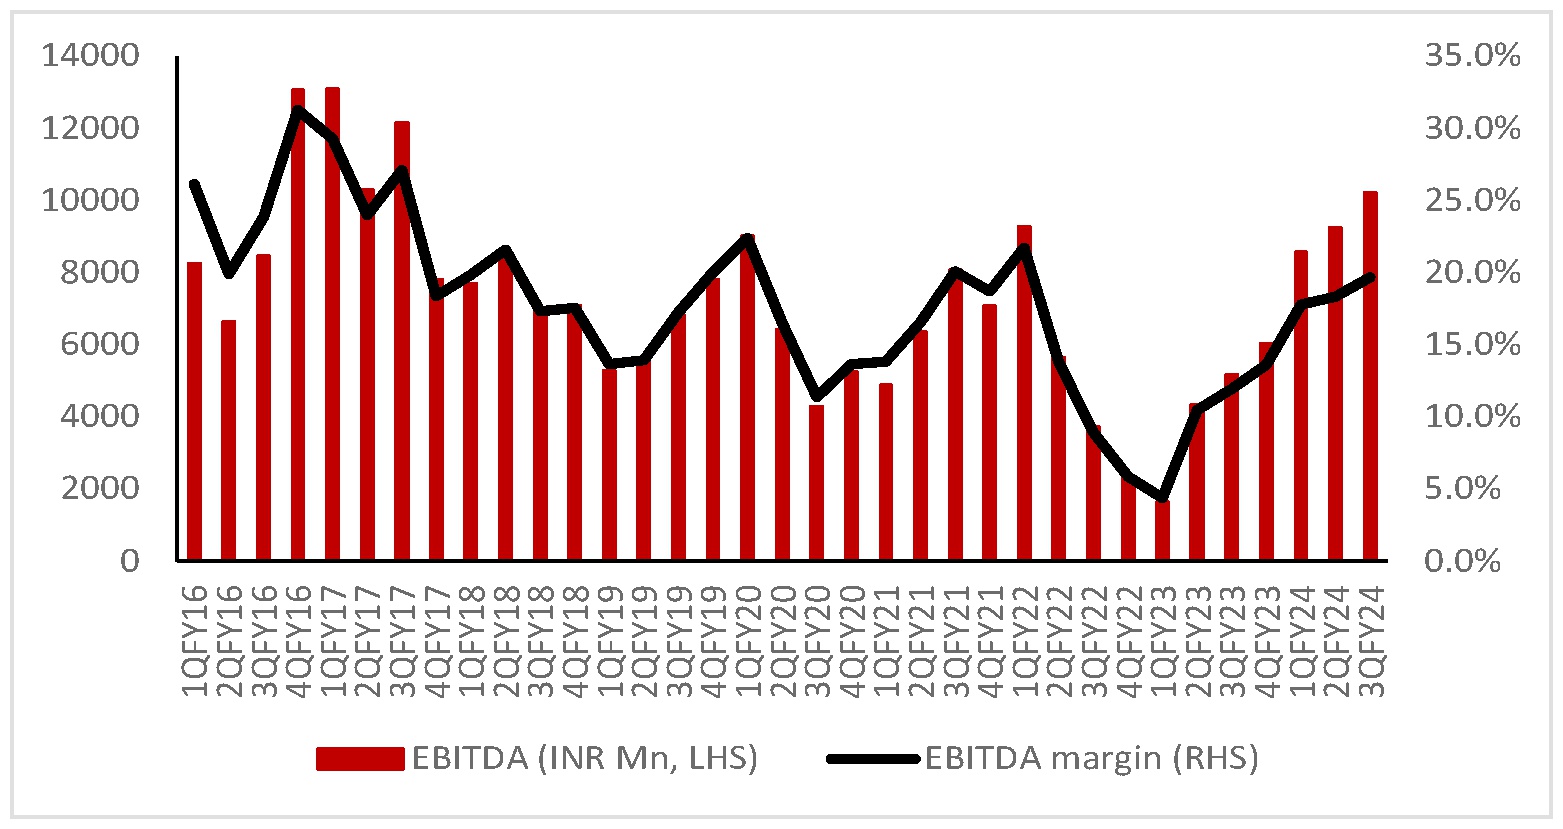 14000
12000
10000
8000
6000
4000
2000
0
35.0%
30.0%
25.0%
20.0%
15.0%
10.0%
5.0%
0.0%
1QFY16
2QFY16
3QFY16
4QFY16
1QFY17
2QFY17
3QFY17
4QFY17
1QFY18
2QFY18
3QFY18
4QFY18
1QFY19
2QFY19
3QFY19
4QFY19
1QFY20
2QFY20
3QFY20
4QFY20
1QFY21
2QFY21
3QFY21
4QFY21
1QFY22
2QFY22
3QFY22
4QFY22
1QFY23
2QFY23
3QFY23
4QFY23
1QFY24
2QFY24
3QFY24
EBITDA (INR Mn, LHS)
EBITDA margin (RHS)